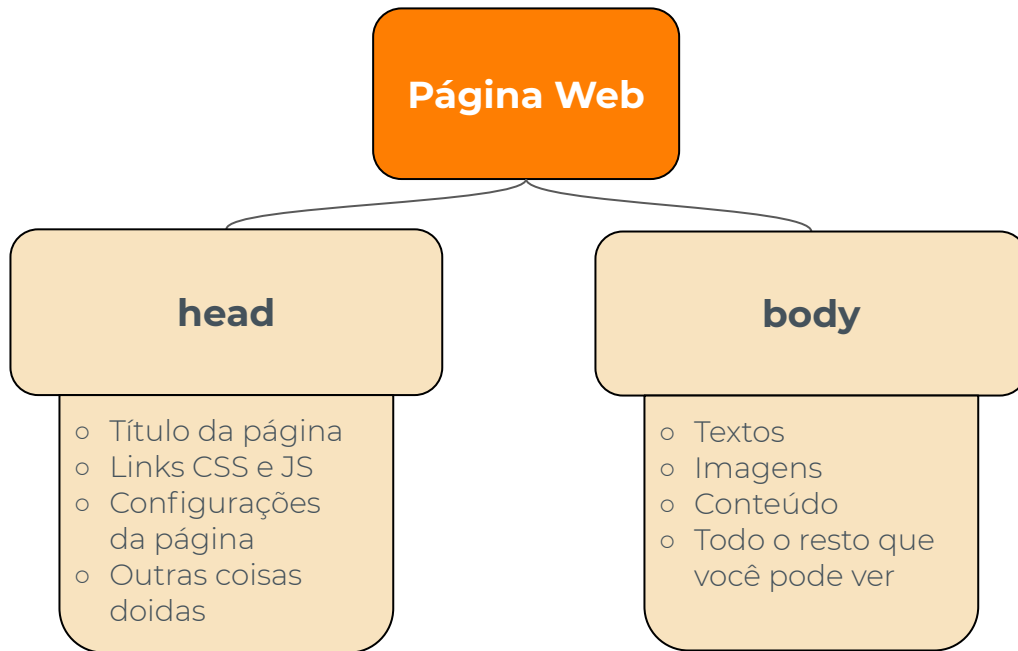 Página Web
head
○ Título da página
○ Links CSS e JS
○ Configurações
da página
○ Outras coisas
doidas
body
○ Textos
○ Imagens
○ Conteúdo
○ Todo o resto que
você pode ver